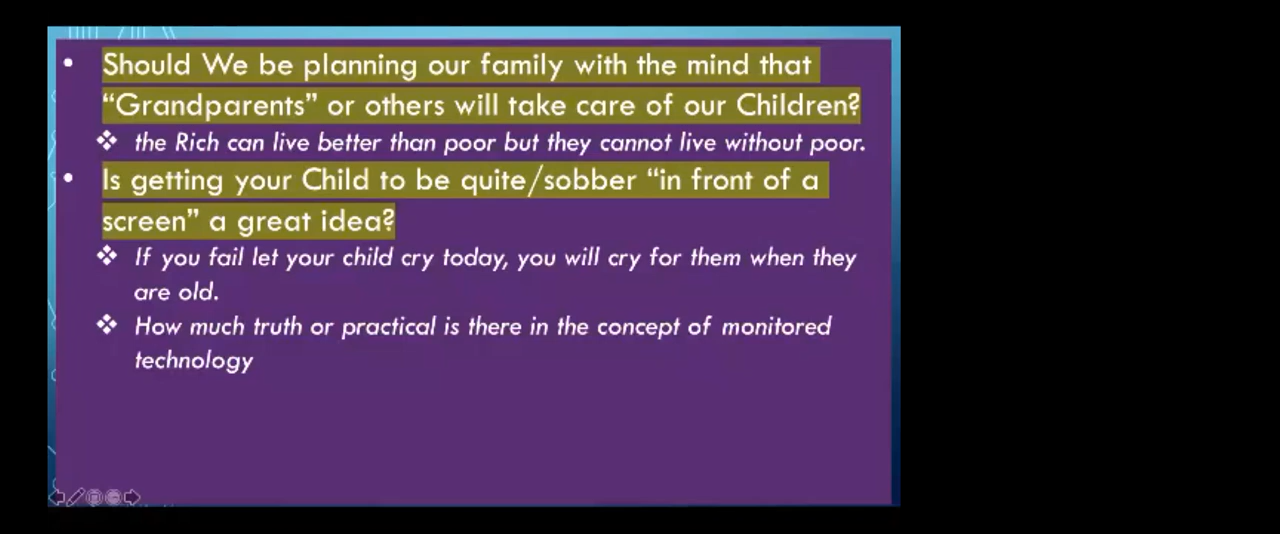 • Should We be planning our family with the mind that
“Grandparents” or others will take care of our Children?
❖ the Rich can live better than poor but they cannot live without poor.
• Is getting your Child to be quite/sobber “in front of a
screen” a great idea?
❖ If you fail let your child cry today, you will cry for them when they
are old.
❖ How much truth or practical is there in the concept of monitored
technology